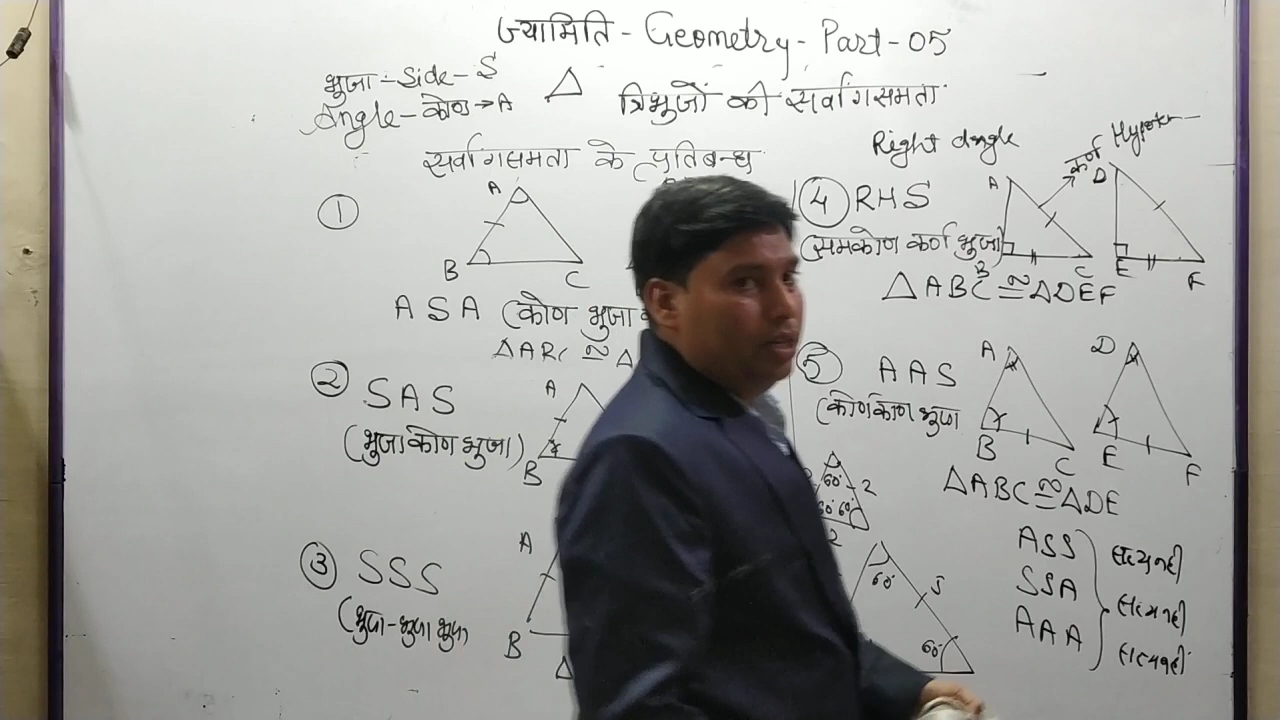 ज्यामिति - Geometry - Part - 05
भुजा - Side - S
Angle - कोण → A
△ त्रिभुजों की सर्वांगसमता
सर्वांगसमता के प्रतिबन्ध
①
A
B
C
ASA (कोण भुजा
△ABC ≅ △
② SAS
(भुजा कोण भुजा)
A
B
③ SSS
(भुजा - भुजा भुजा)
A
B
△
Right Angle
कर्ण
④ RHS
(समकोण कर्ण भुजा)
A
B
C
D
E
F
△ABC ≅ △DEF
⑤ AAS
(कोण कोण भुजा
A
B
C
D
E
F
△ABC ≅ △DE
60°
60° 60°
2
2
60°
5
60°
ASS सत्य नहीं
SSA सत्य नहीं
AAA सत्य नहीं